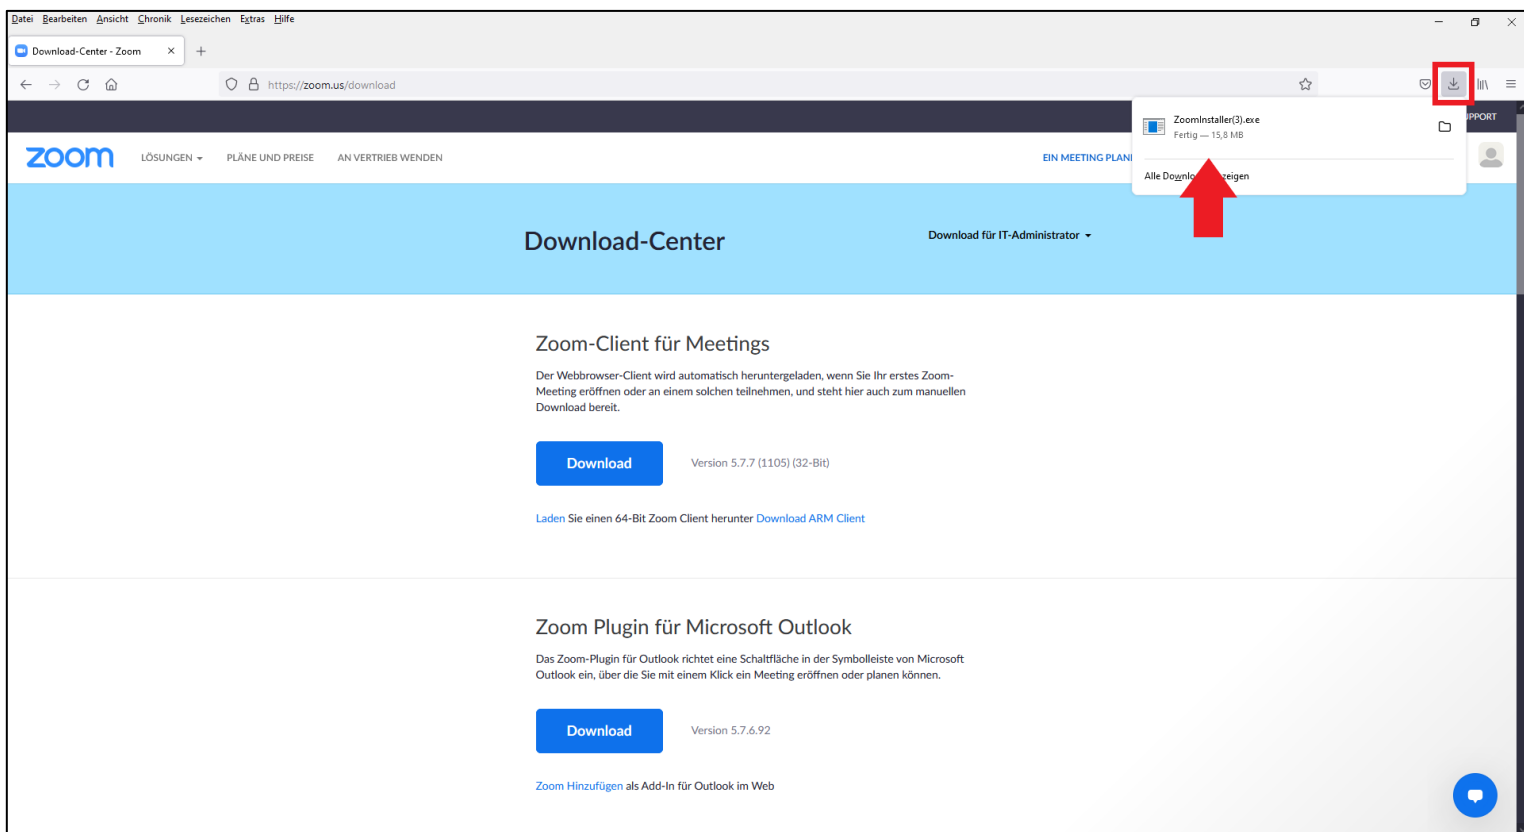 Datei Bearbeiten Ansicht Chronik Lesezeichen Extras Hilfe
Download-Center - Zoom
https://zoom.us/download
ZoomInstaller(3).exe
Fertig — 15,8 MB
Alle
zoom
LÖSUNGEN
PLÄNE UND PREISE
AN VERTRIEB WENDEN
EIN MEETING
Download-Center
Download für IT-Administrator
Zoom-Client für Meetings
Der Webbrowser-Client wird automatisch heruntergeladen, wenn Sie Ihr erstes Zoom-
Meeting eröffnen oder an einem solchen teilnehmen, und steht hier auch zum manuellen
Download bereit.
Download
Version 5.7.7 (1105) (32-Bit)
Laden Sie einen 64-Bit Zoom Client herunter Download ARM Client
Zoom Plugin für Microsoft Outlook
Das Zoom-Plugin für Outlook richtet eine Schaltfläche in der Symbolleiste von Microsoft
Outlook ein, über die Sie mit einem Klick ein Meeting eröffnen oder planen können.
Download
Version 5.7.6.92
Zoom Hinzufügen als Add-In für Outlook im Web